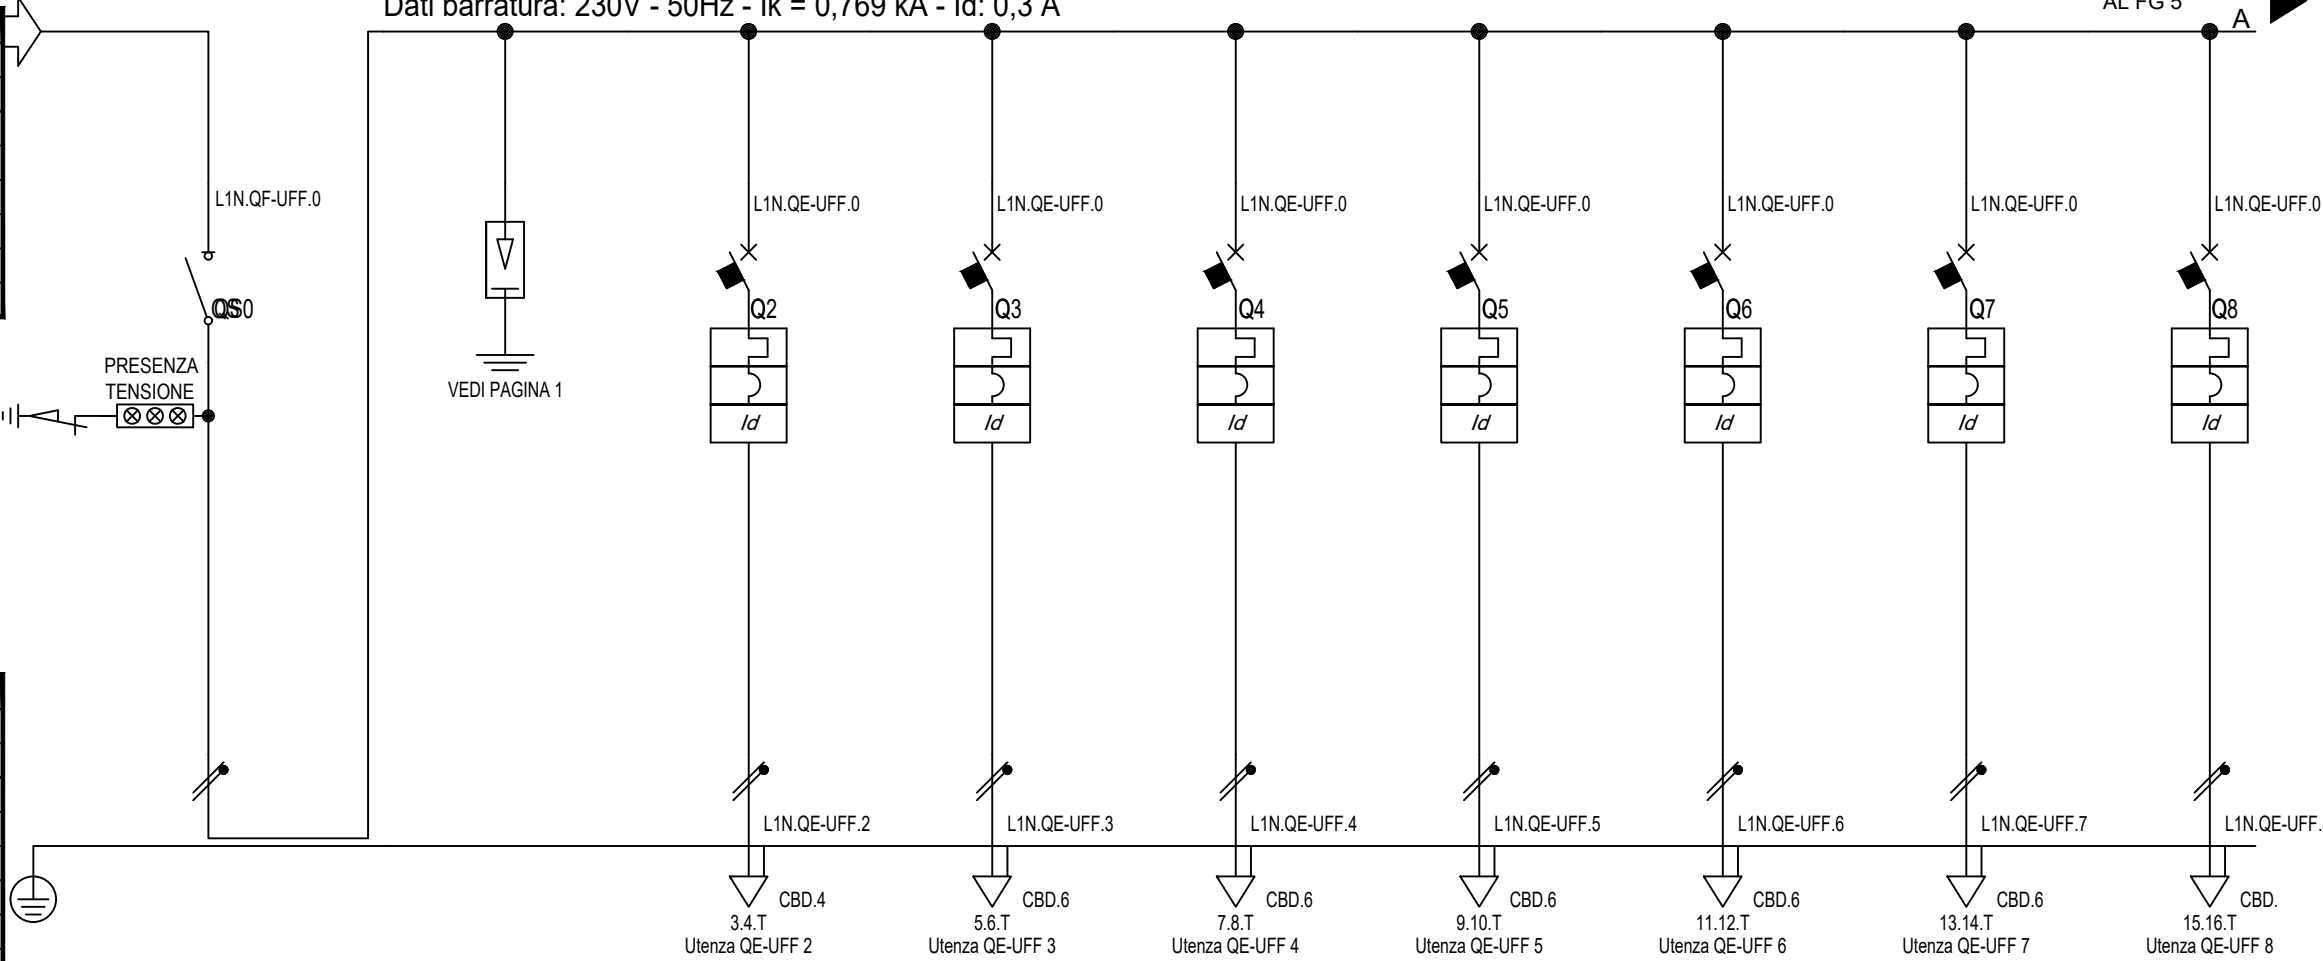 Dati barratura: 230V - 50Hz - Ik = 0,769 kA - Id: 0,3 A
AL FG 5
A
L1N.QF-UFF.0
L1N.QE-UFF.0
L1N.QE-UFF.0
L1N.QE-UFF.0
L1N.QE-UFF.0
L1N.QE-UFF.0
L1N.QE-UFF.0
L1N.QE-UFF.0
Q2
Q3
Q4
Q5
Q6
Q7
Q8
PRESENZA
TENSIONE
VEDI PAGINA 1
Id
Id
Id
Id
Id
Id
Id
L1N.QE-UFF.2
L1N.QE-UFF.3
L1N.QE-UFF.4
L1N.QE-UFF.5
L1N.QE-UFF.6
L1N.QE-UFF.7
L1N.QE-UFF.
CBD.4
CBD.6
CBD.6
CBD.6
CBD.6
CBD.6
CBD.
3.4.T
5.6.T
7.8.T
9.10.T
11.12.T
13.14.T
15.16.T
Utenza QE-UFF 2
Utenza QE-UFF 3
Utenza QE-UFF 4
Utenza QE-UFF 5
Utenza QE-UFF 6
Utenza QE-UFF 7
Utenza QE-UFF 8